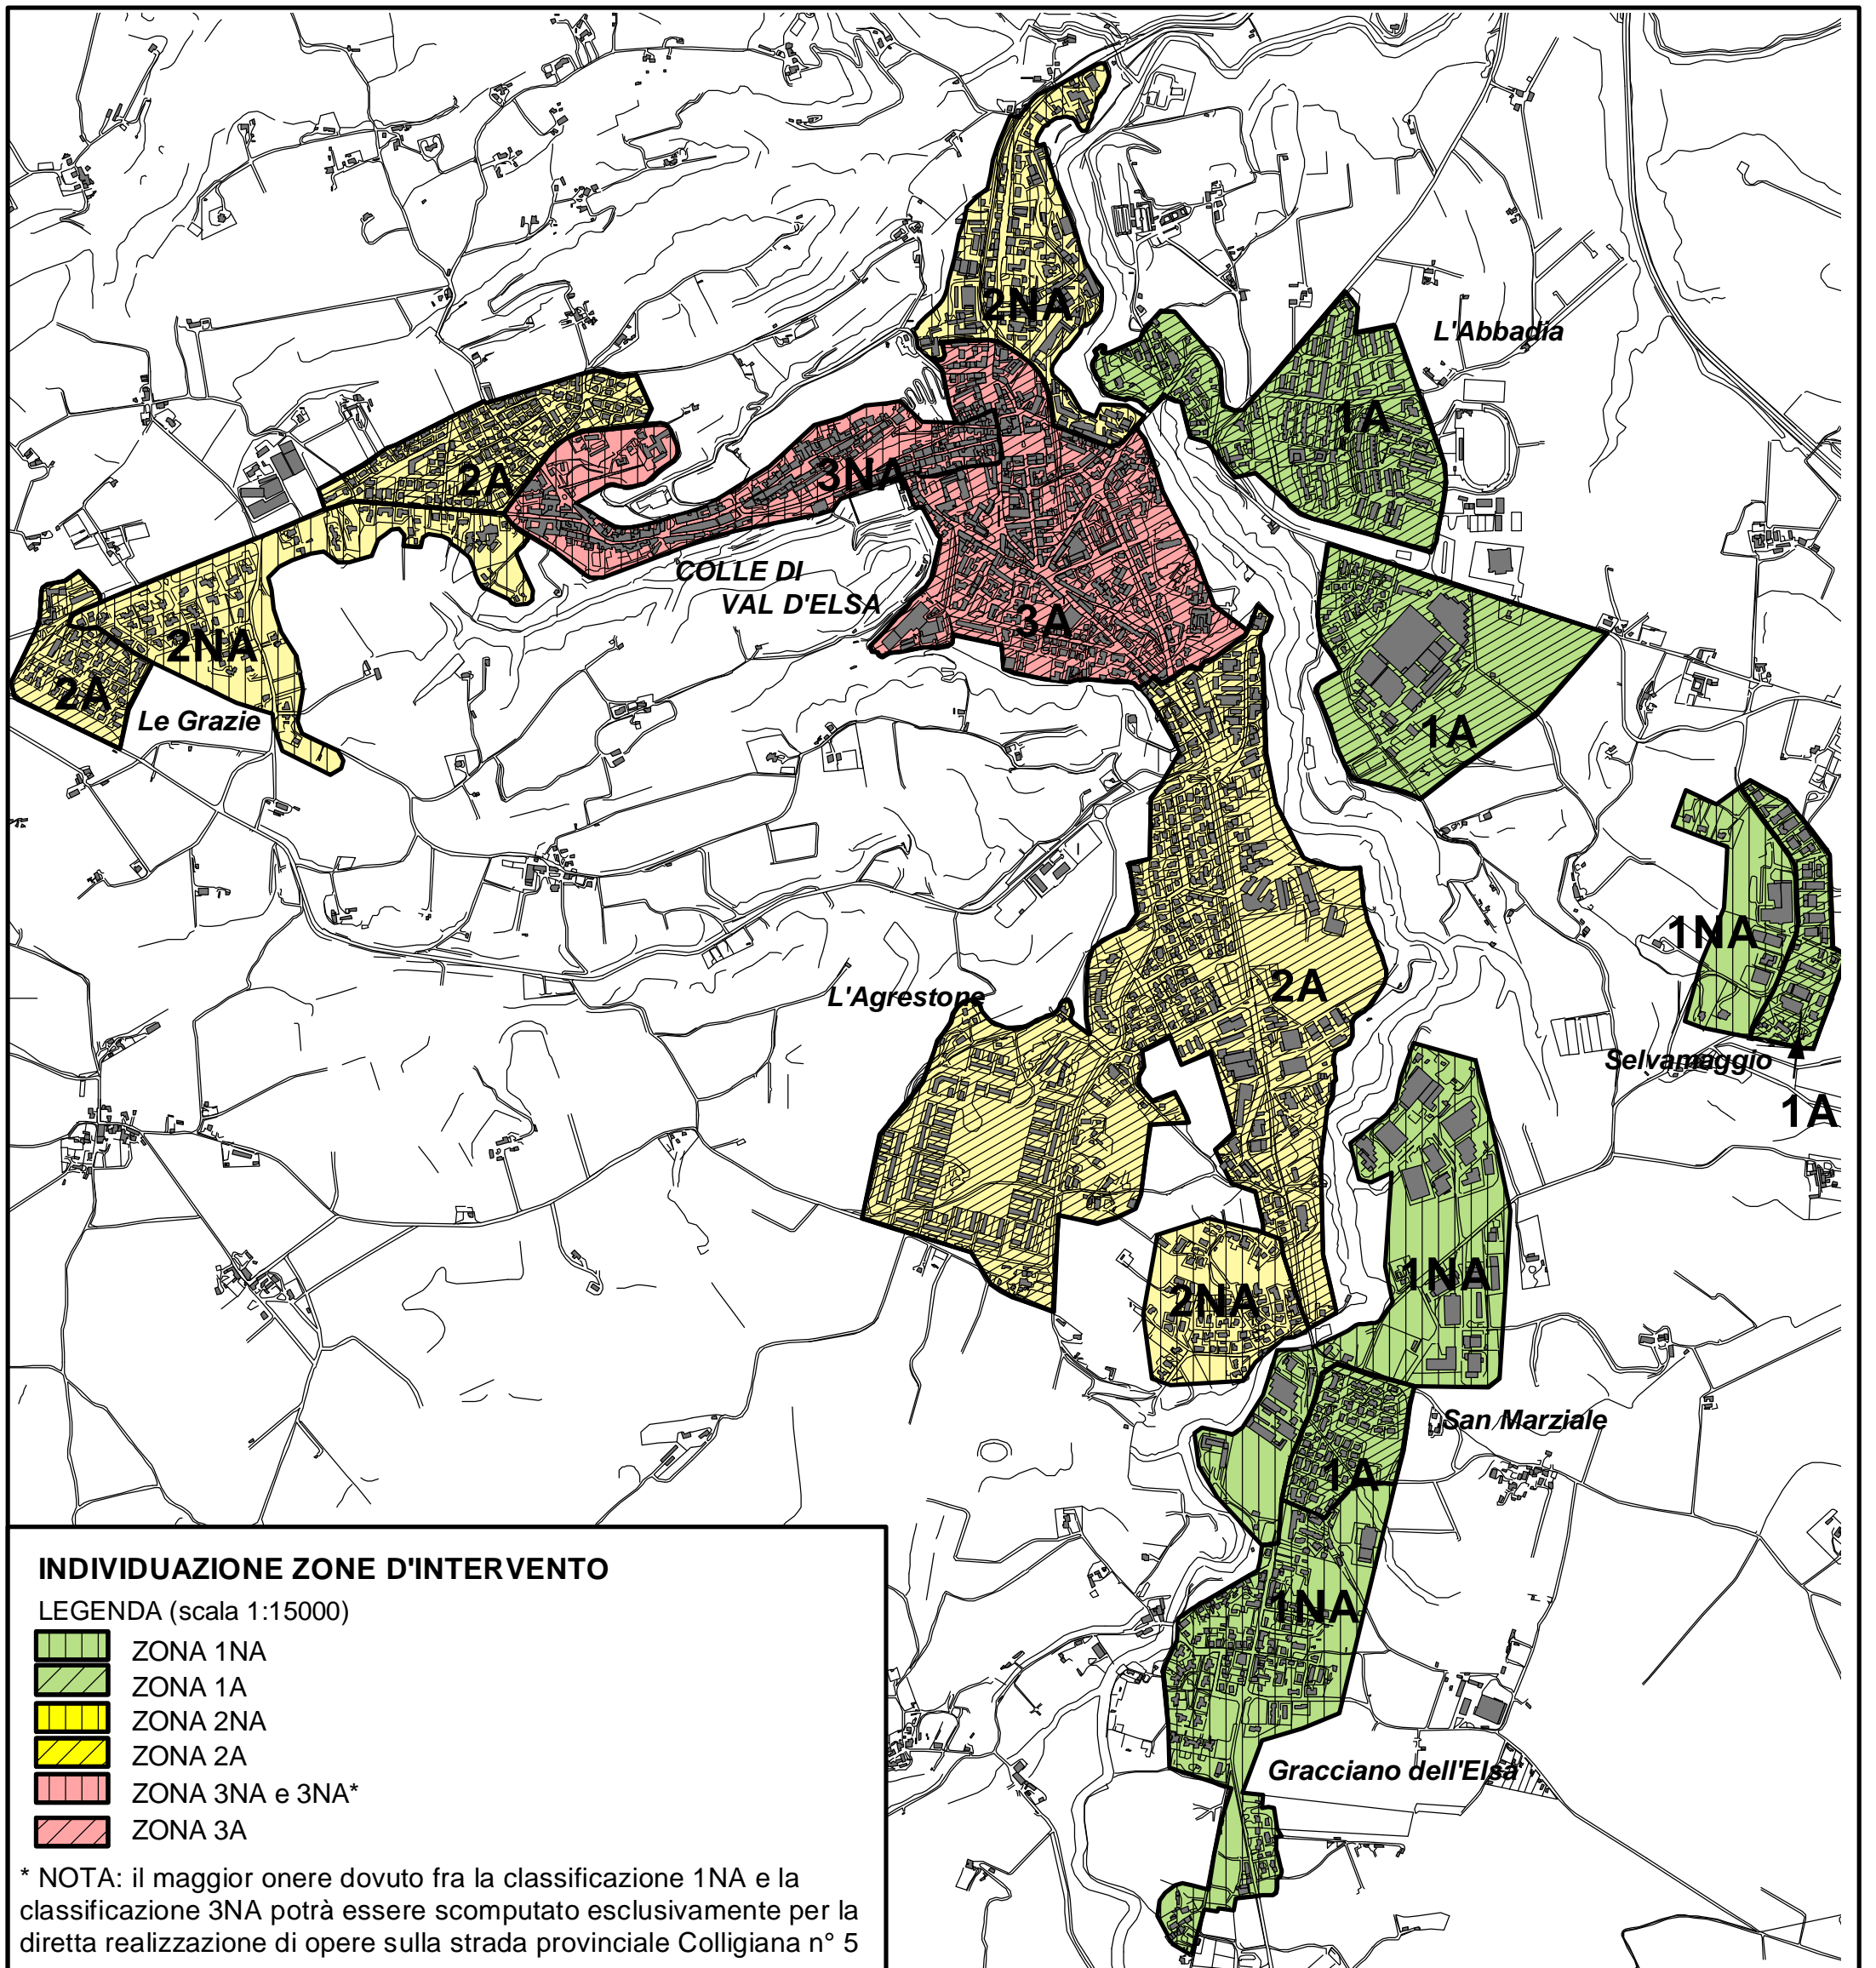 2NA
L'Abbadia
1A
2A
3NA
COLLE DI
VAL D'ELSA
3A
2NA
2A
Le Grazie
1A
1NA
L'Agrestone
2A
Selvamaggio
1A
1NA
2NA
San Marziale
1A
1NA
Gracciano dell'Elsa
INDIVIDUAZIONE ZONE D'INTERVENTO
LEGENDA (scala 1:15000)
ZONA 1NA
ZONA 1A
ZONA 2NA
ZONA 2A
ZONA 3NA e 3NA*
ZONA 3A
* NOTA: il maggior onere dovuto fra la classificazione 1NA e la
classificazione 3NA potrà essere scomputato esclusivamente per la
diretta realizzazione di opere sulla strada provinciale Colligiana n° 5